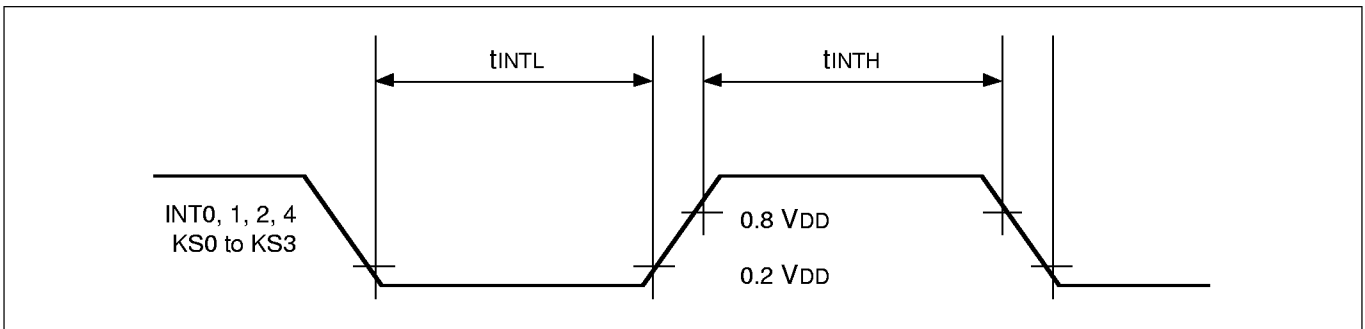 tINTL
tINTH
INT0, 1, 2, 4
KS0 to KS3
0.8 VDD
0.2 VDD